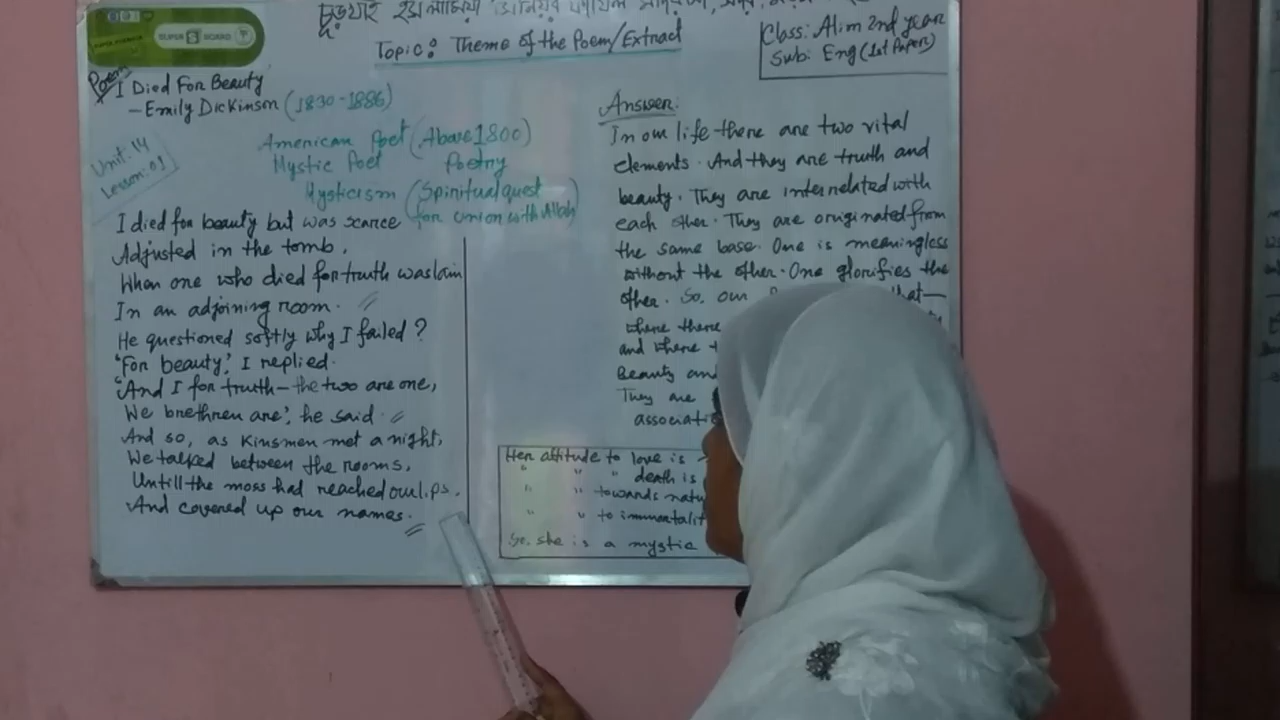 SUPER BOARD
Topic: Theme of the Poem/Extract
Class: Alim 2nd year
Sub: Eng (1st Paper)
Poem
I Died For Beauty
- Emily Dickinson (1830-1886)
American Poet (Above 1800)
Mystic Poet Poetry
Mysticism (Spiritual quest
for union with Allah)
Unit: 14
Lesson: 01
I died for beauty but was scarce
Adjusted in the tomb,
When one who died for truth was lain
In an adjoining room.
He questioned softly why I failed?
'For beauty', I replied.
'And I for truth - the two are one,
We brethren are', he said.
And so, as Kinsmen met a night,
We talked between the rooms,
Untill the moss had reached our lips.
And covered up our names.
Answer:
In our life there are two vital
elements. And they are truth and
beauty. They are interrelated with
each other. They are originated from
the same base. One is meaningless
without the other. One glorifies the
other. So, our that—
where there
and where
Beauty and
They are
associati
Her attitude to love is
" " " death is
" " towards natu
" " to immortalit
So, she is a mystic